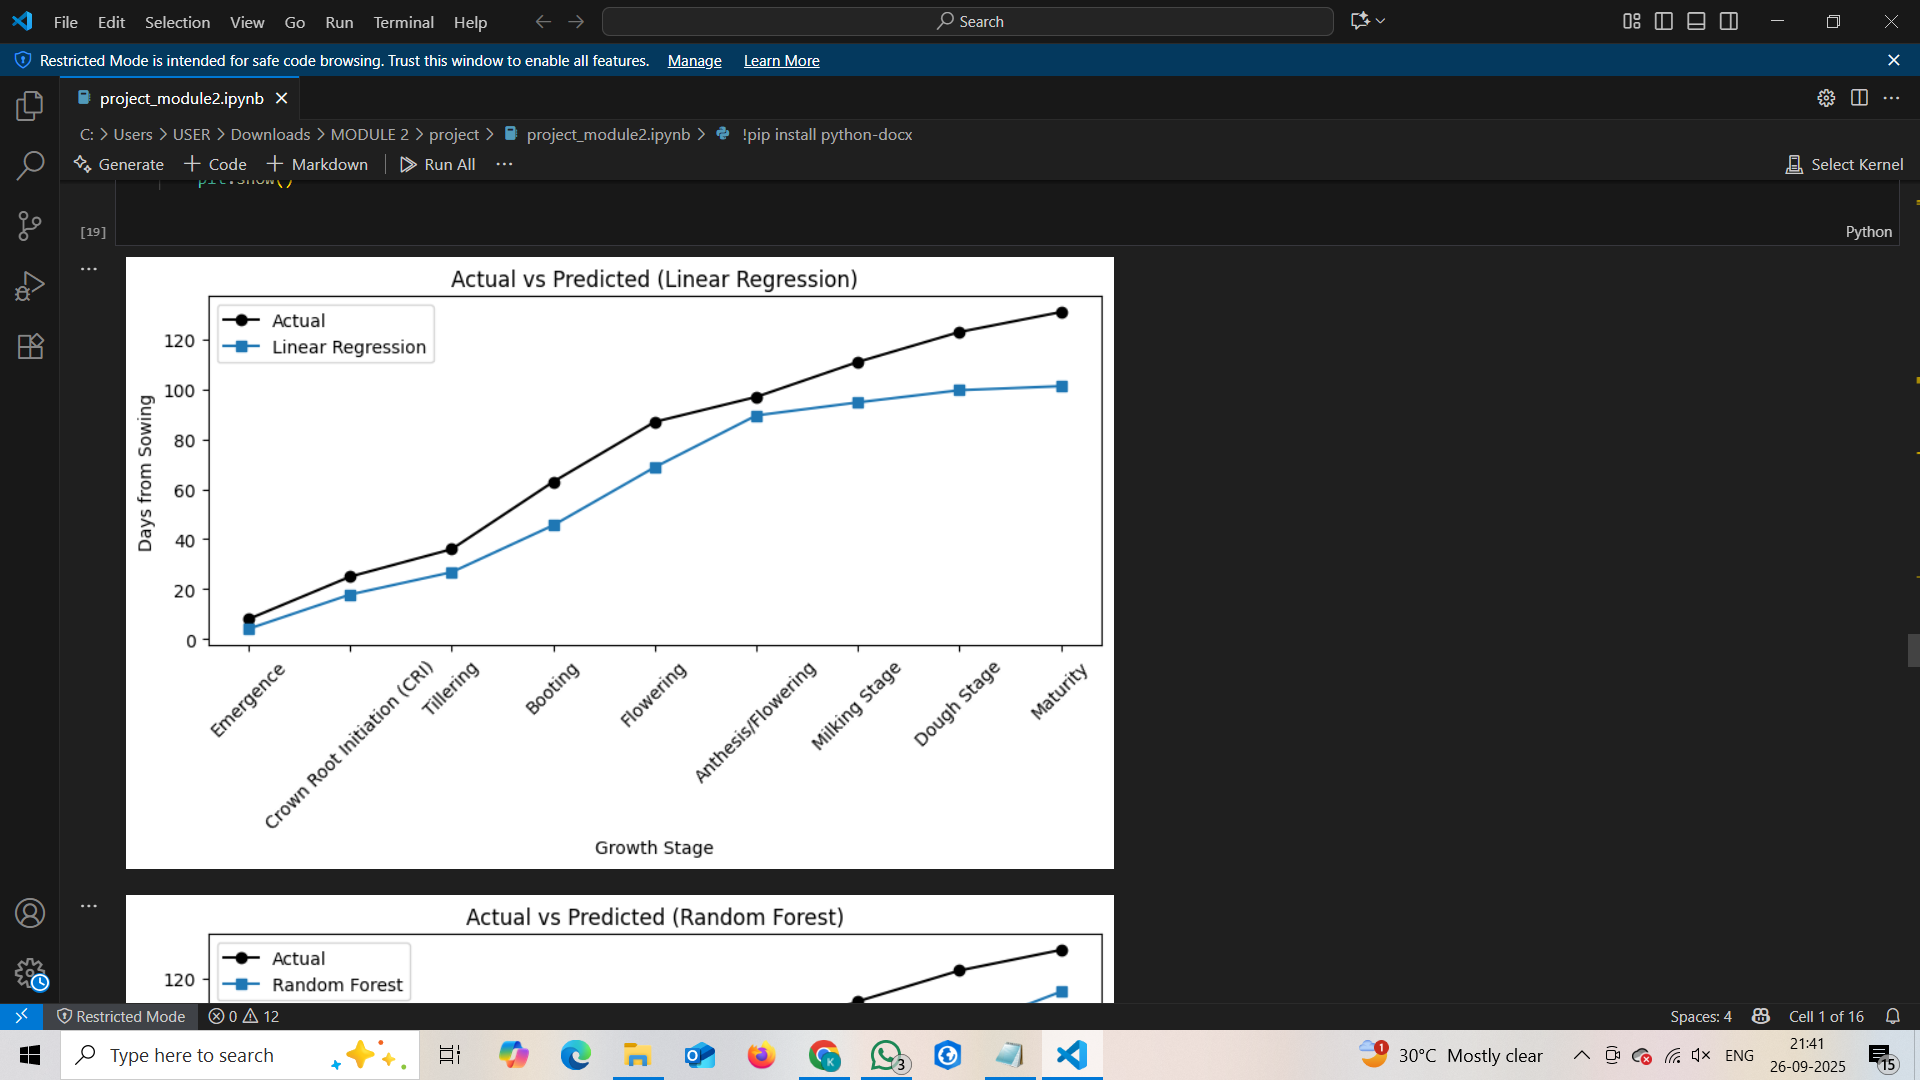 File Edit Selection View Go Run Terminal Help
Search
Restricted Mode is intended for safe code browsing. Trust this window to enable all features. Manage Learn More
project_module2.ipynb
C: > Users > USER > Downloads > MODULE 2 > project > project_module2.ipynb > !pip install python-docx
Generate + Code + Markdown Run All ...
Select Kernel
plt.show()
[19]
Python
Actual vs Predicted (Linear Regression)
Actual
Linear Regression
120
100
80
60
40
20
0
Days from Sowing
Emergence
Crown Root Initiation (CRI)
Tillering
Booting
Flowering
Anthesis/Flowering
Milking Stage
Dough Stage
Maturity
Growth Stage
Actual vs Predicted (Random Forest)
Actual
Random Forest
120
Restricted Mode 0 12
Spaces: 4 Cell 1 of 16
Type here to search
3
1
30°C Mostly clear
ENG
21:41
26-09-2025
15